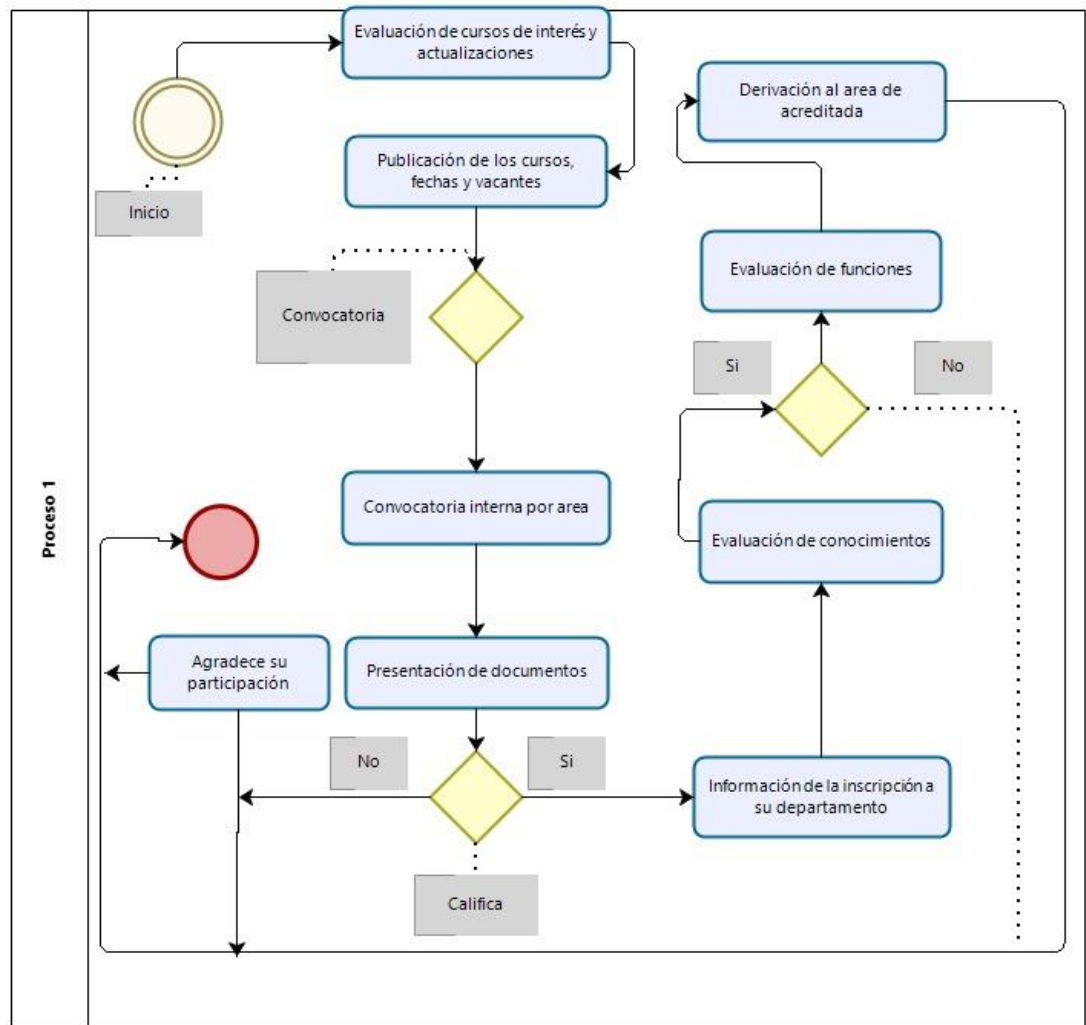 Proceso 1
Evaluación de cursos de interés y
actualizaciones
Inicio
Publicación de los cursos,
fechas y vacantes
Convocatoria
Convocatoria interna por area
Agradece su
participación
Presentación de documentos
No
Si
Califica
Información de la inscripción a
su departamento
Evaluación de conocimientos
Si
No
Evaluación de funciones
Derivación al area de
acreditada